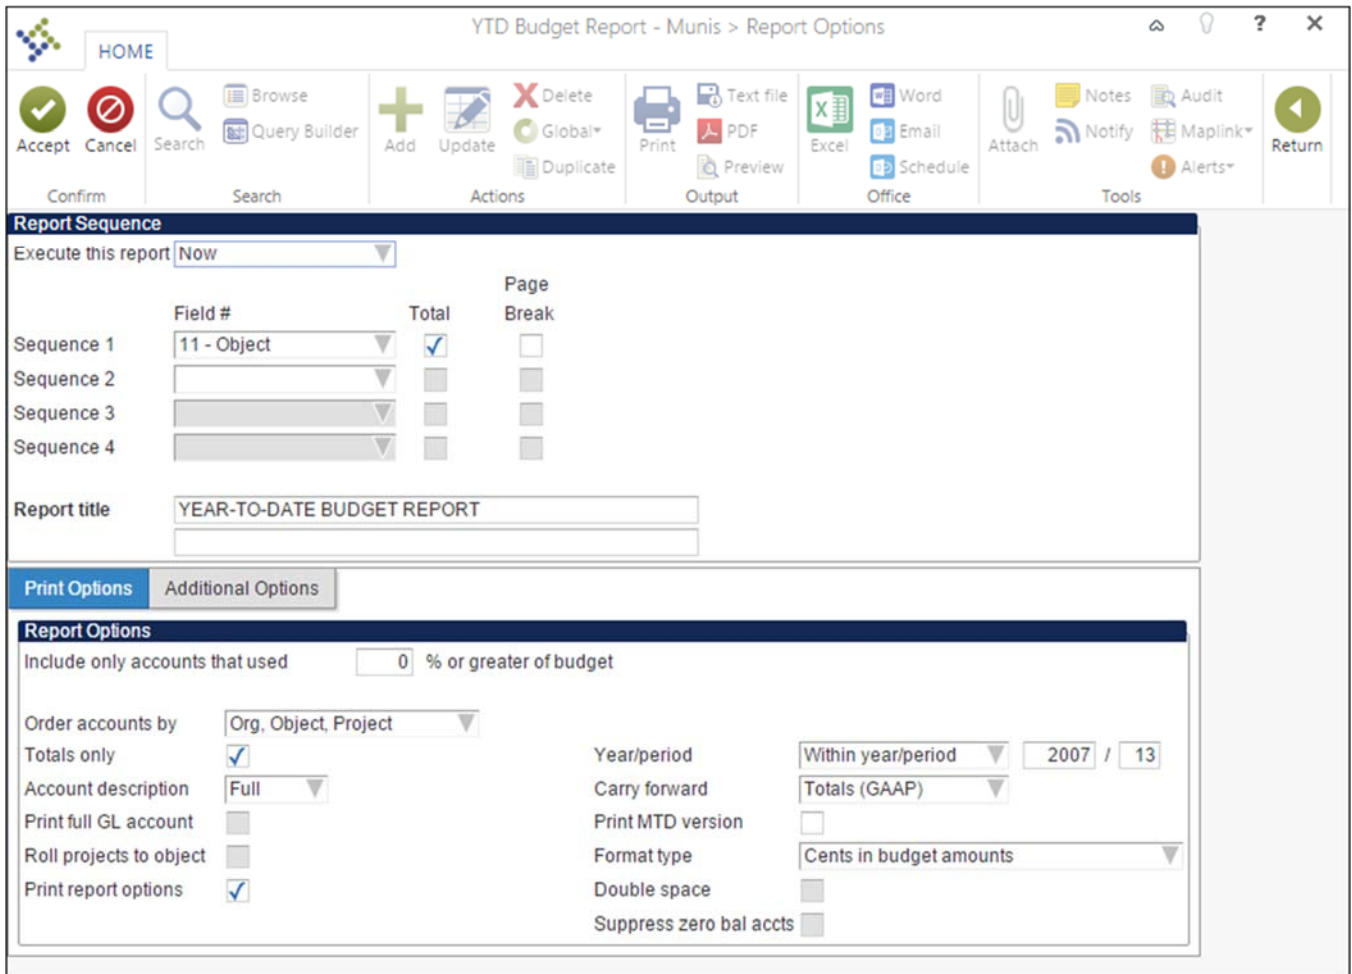 YTD Budget Report - Munis > Report Options
?
HOME
Accept
Cancel
Search
Browse
Query Builder
Add
Update
Delete
Global
Duplicate
Print
Text file
PDF
Preview
Excel
Word
Email
Schedule
Attach
Notes
Notify
Audit
Maplink
Alerts
Return
Confirm
Search
Actions
Output
Office
Tools
Report Sequence
Execute this report Now
Page
Field # Total Break
Sequence 1 11 - Object
Sequence 2
Sequence 3
Sequence 4
Report title YEAR-TO-DATE BUDGET REPORT
Print Options Additional Options
Report Options
Include only accounts that used 0 % or greater of budget
Order accounts by Org, Object, Project
Totals only Year/period Within year/period 2007 / 13
Account description Full Carry forward Totals (GAAP)
Print full GL account Print MTD version
Roll projects to object Format type Cents in budget amounts
Print report options Double space
Suppress zero bal accts